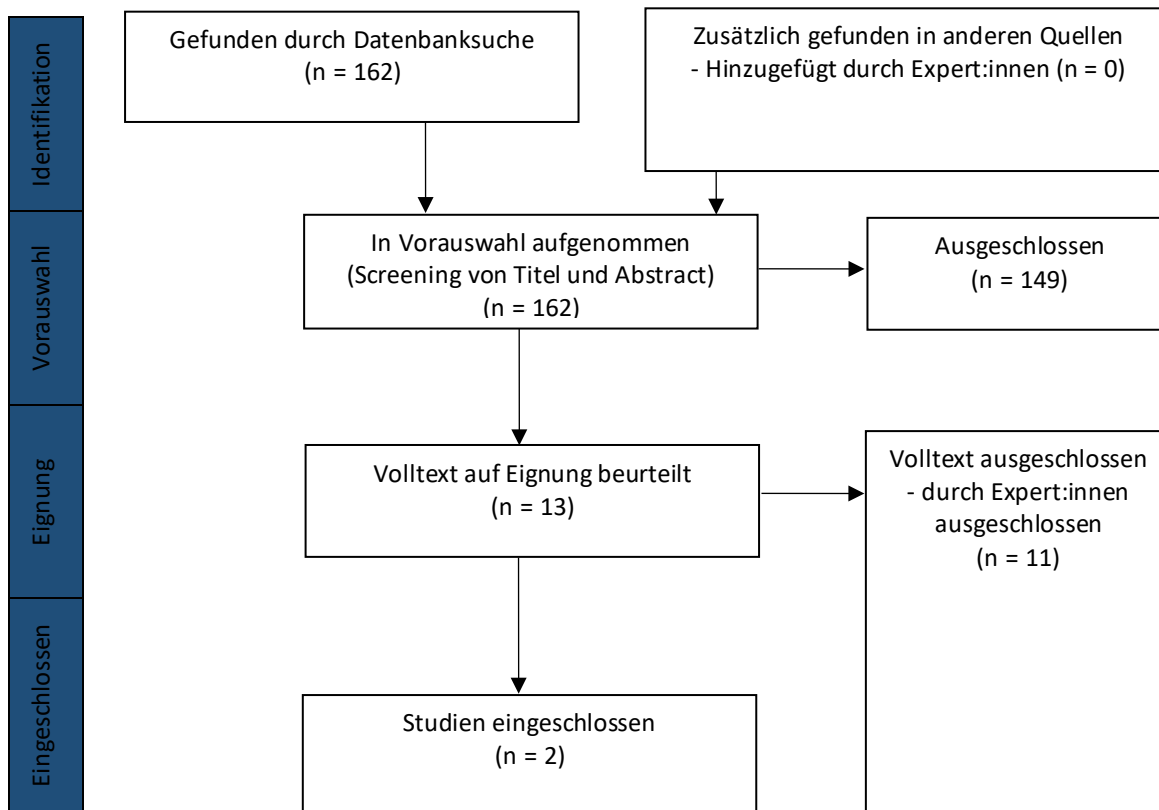 Identifikation
Gefunden durch Datenbanksuche
(n = 162)
Zusätzlich gefunden in anderen Quellen
- Hinzugefügt durch Expert:innen (n = 0)
Vorauswahl
In Vorauswahl aufgenommen
(Screening von Titel und Abstract)
(n = 162)
Ausgeschlossen
(n = 149)
Eignung
Volltext auf Eignung beurteilt
(n = 13)
Volltext ausgeschlossen
- durch Expert:innen
ausgeschlossen
(n = 11)
Eingeschlossen
Studien eingeschlossen
(n = 2)